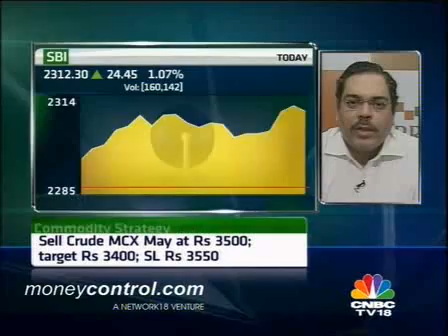 SBI
TODAY
2312.30 ▲ 24.45 1.07%
Vol: [160,142]
2314
2285
Commodity Strategy
Sell Crude MCX May at Rs 3500;
target Rs 3400; SL Rs 3550
moneycontrol.com
A NETWORK18 VENTURE
CNBC
TV18